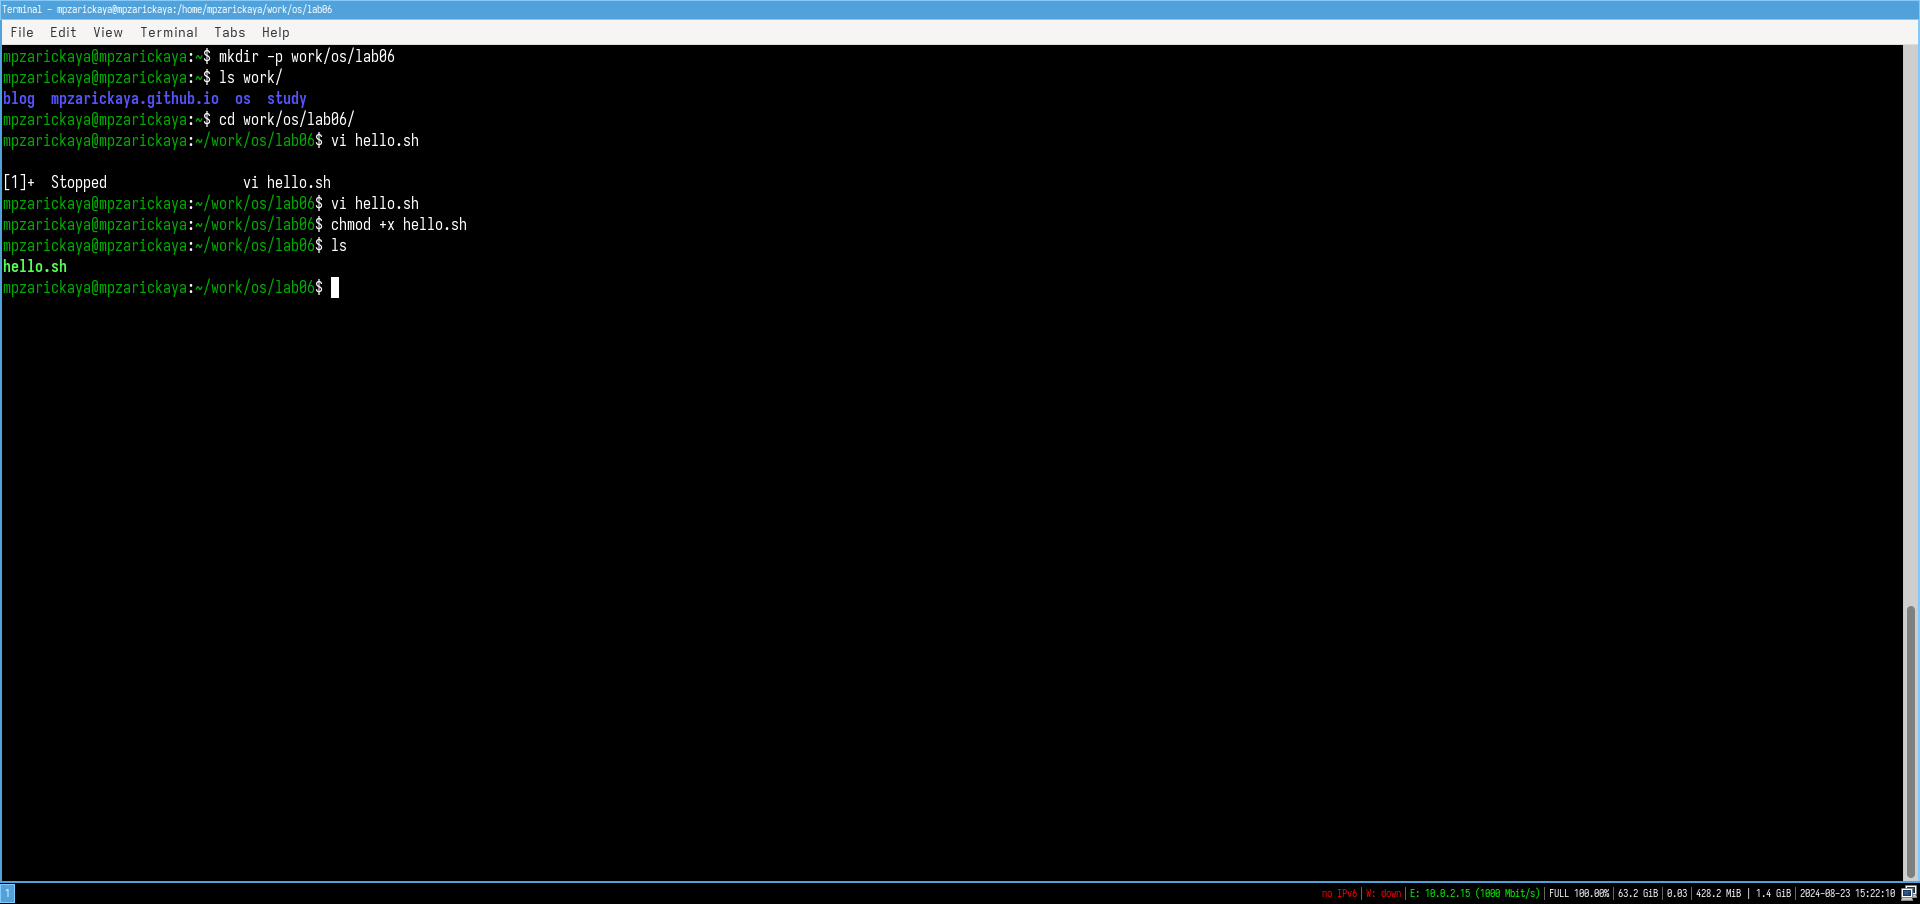 Terminal - mpzarickaya@mpzarickaya:/home/mpzarickaya/work/os/lab06
File Edit View Terminal Tabs Help
mpzarickaya@mpzarickaya:~$ mkdir -p work/os/lab06
mpzarickaya@mpzarickaya:~$ ls work/
blog  mpzarickaya.github.io  os  study
mpzarickaya@mpzarickaya:~$ cd work/os/lab06/
mpzarickaya@mpzarickaya:~/work/os/lab06$ vi hello.sh
[1]+  Stopped                 vi hello.sh
mpzarickaya@mpzarickaya:~/work/os/lab06$ vi hello.sh
mpzarickaya@mpzarickaya:~/work/os/lab06$ chmod +x hello.sh
mpzarickaya@mpzarickaya:~/work/os/lab06$ ls
hello.sh
mpzarickaya@mpzarickaya:~/work/os/lab06$
1 no IPv6 | W: down | E: 10.0.2.15 (1000 Mbit/s) | FULL 100.00% | 63.2 GiB | 0.03 | 428.2 MiB | 1.4 GiB | 2024-08-23 15:22:10